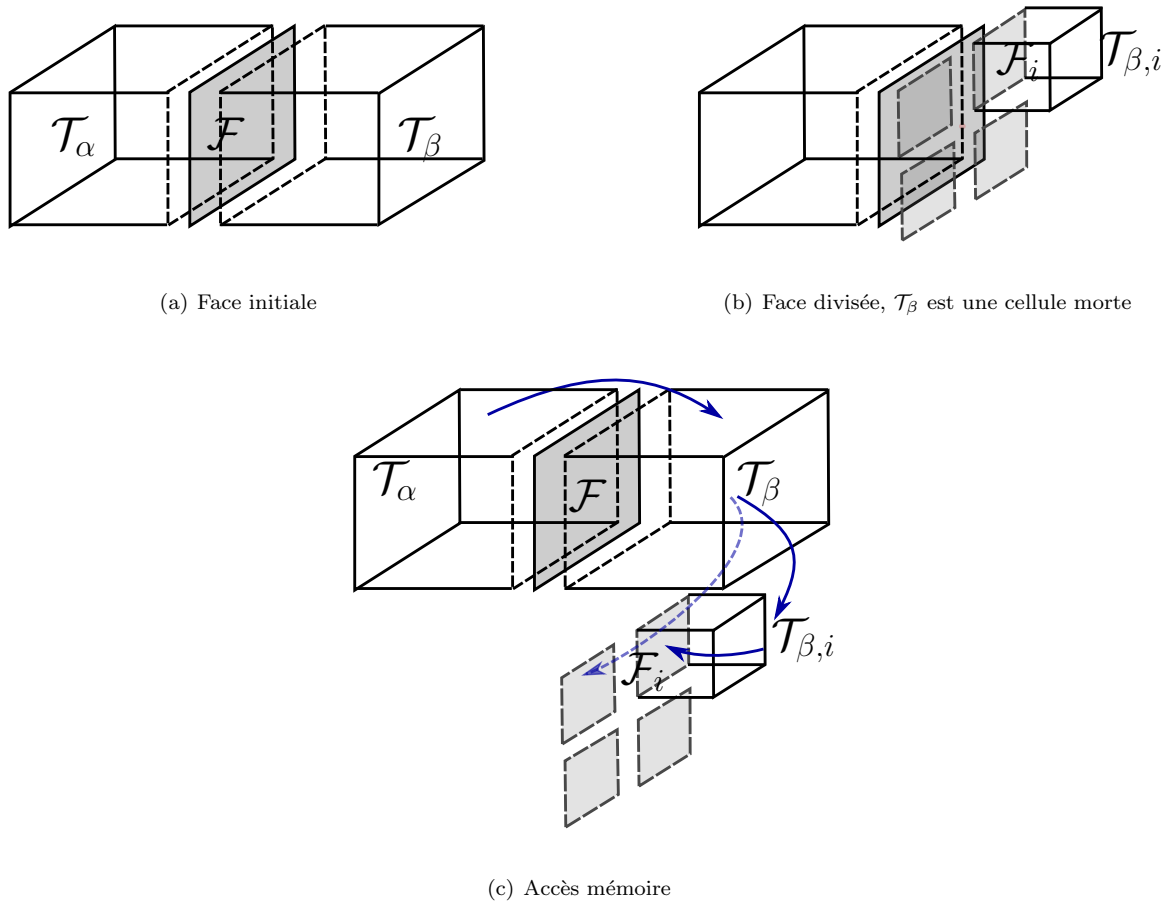 𝒯α ℱ 𝒯β
ℱi 𝒯β,i
(a) Face initiale
(b) Face divisée, 𝒯β est une cellule morte
𝒯α ℱ 𝒯β
ℱi 𝒯β,i
(c) Accès mémoire